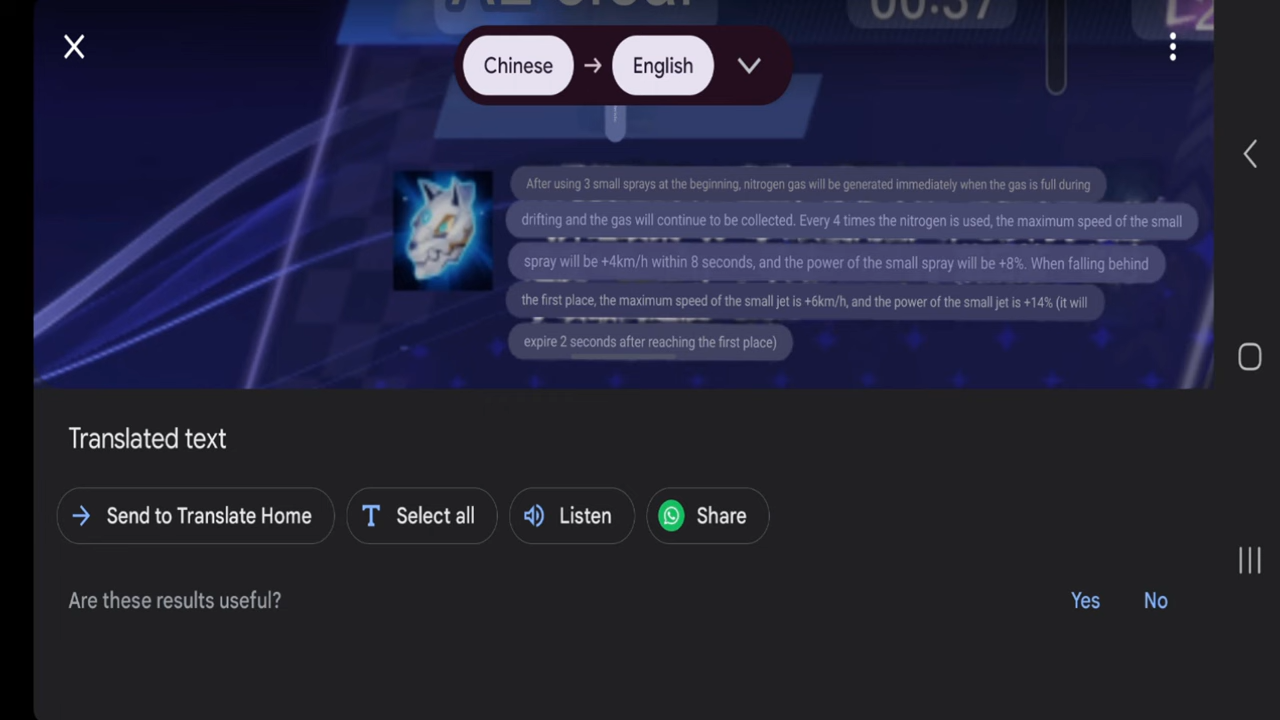 00:37
Chinese → English
After using 3 small sprays at the beginning, nitrogen gas will be generated immediately when the gas is full during
drifting and the gas will continue to be collected. Every 4 times the nitrogen is used, the maximum speed of the small
spray will be +4km/h within 8 seconds, and the power of the small spray will be +8%. When falling behind
the first place, the maximum speed of the small jet is +6km/h, and the power of the small jet is +14% (it will
expire 2 seconds after reaching the first place)
Translated text
Send to Translate Home
Select all
Listen
Share
Are these results useful?
Yes No